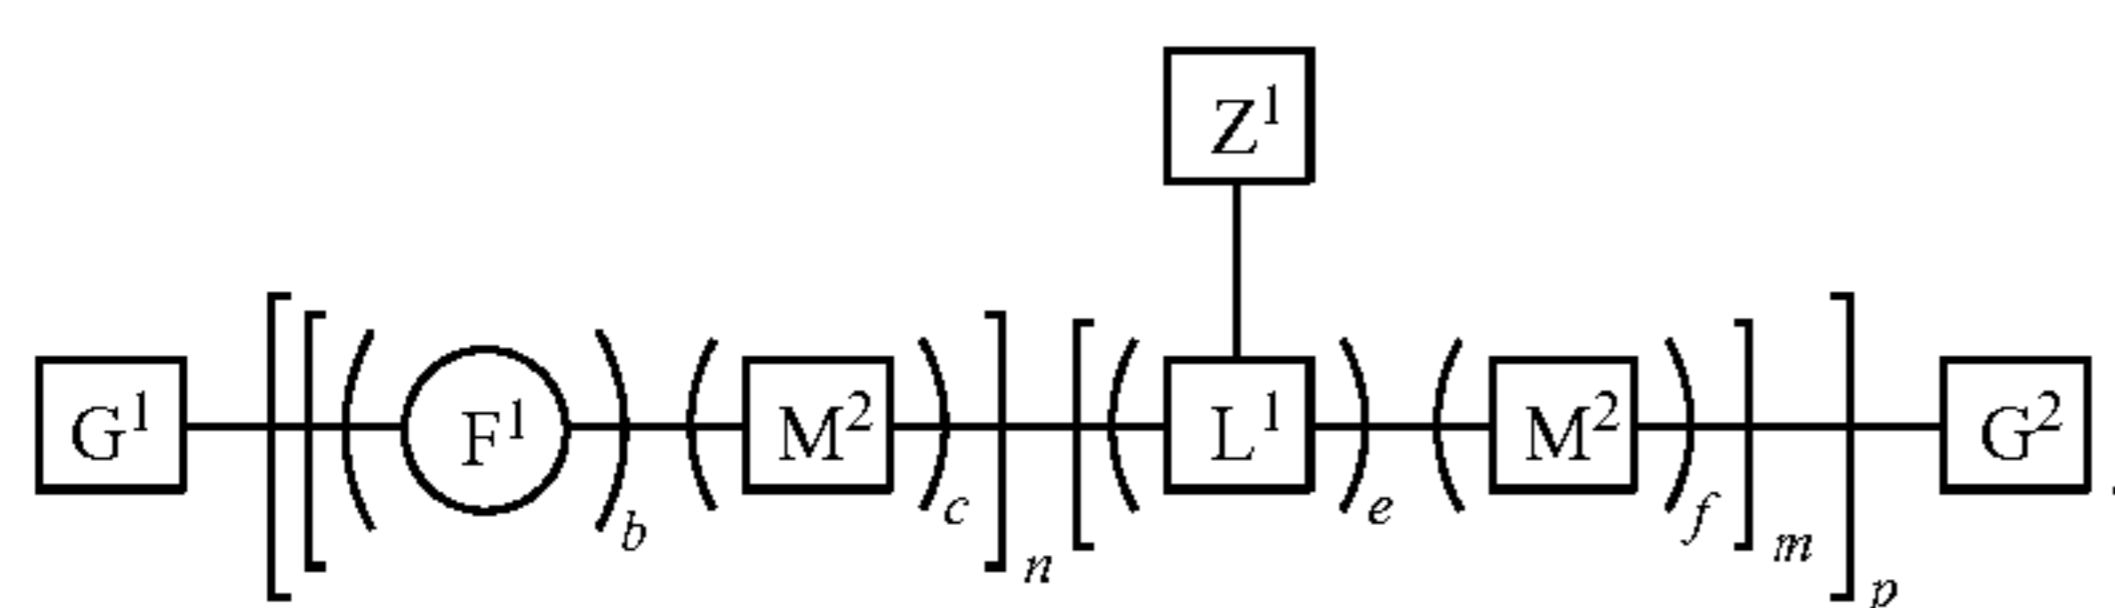 Z¹
G¹ [ [ ( F¹ )b ( M² )c ]n [ ( L¹ )e ( M² )f ]m ]p G²